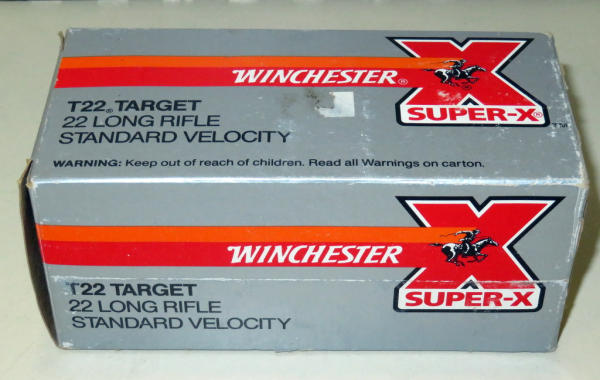 WINCHESTER®
T22® TARGET
22 LONG RIFLE
STANDARD VELOCITY
X
SUPER-X®
TM
WARNING: Keep out of reach of children. Read all Warnings on carton.
WINCHESTER
T22 TARGET
22 LONG RIFLE
STANDARD VELOCITY
X
SUPER-X